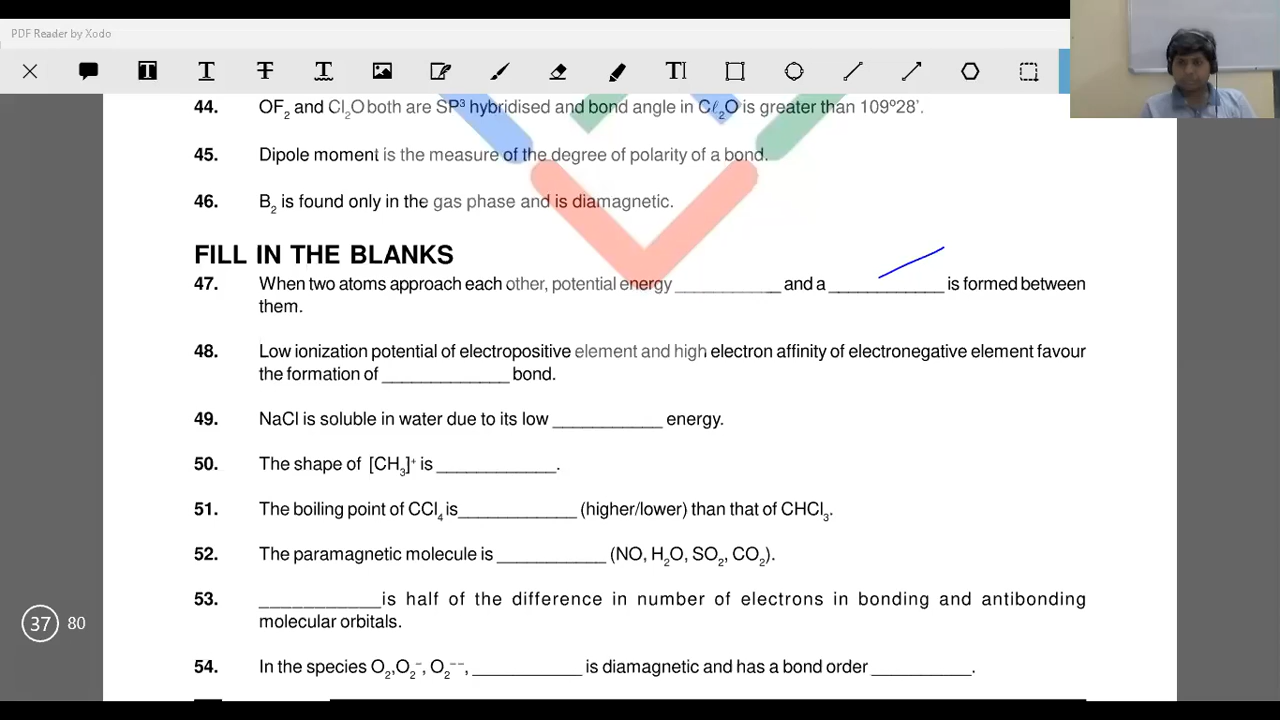 PDF Reader by Xodo
44. OF₂ and Cl₂O both are SP³ hybridised and bond angle in Cℓ₂O is greater than 109º28'.
45. Dipole moment is the measure of the degree of polarity of a bond.
46. B₂ is found only in the gas phase and is diamagnetic.
FILL IN THE BLANKS
47. When two atoms approach each other, potential energy ___________ and a ____________ is formed between
them.
48. Low ionization potential of electropositive element and high electron affinity of electronegative element favour
the formation of _____________ bond.
49. NaCl is soluble in water due to its low ___________ energy.
50. The shape of [CH₃]⁺ is ____________.
51. The boiling point of CCl₄ is____________ (higher/lower) than that of CHCl₃.
52. The paramagnetic molecule is ___________ (NO, H₂O, SO₂, CO₂).
53. ____________is half of the difference in number of electrons in bonding and antibonding
molecular orbitals.
37 80
54. In the species O₂,O₂⁻, O₂⁻⁻, ___________ is diamagnetic and has a bond order __________.